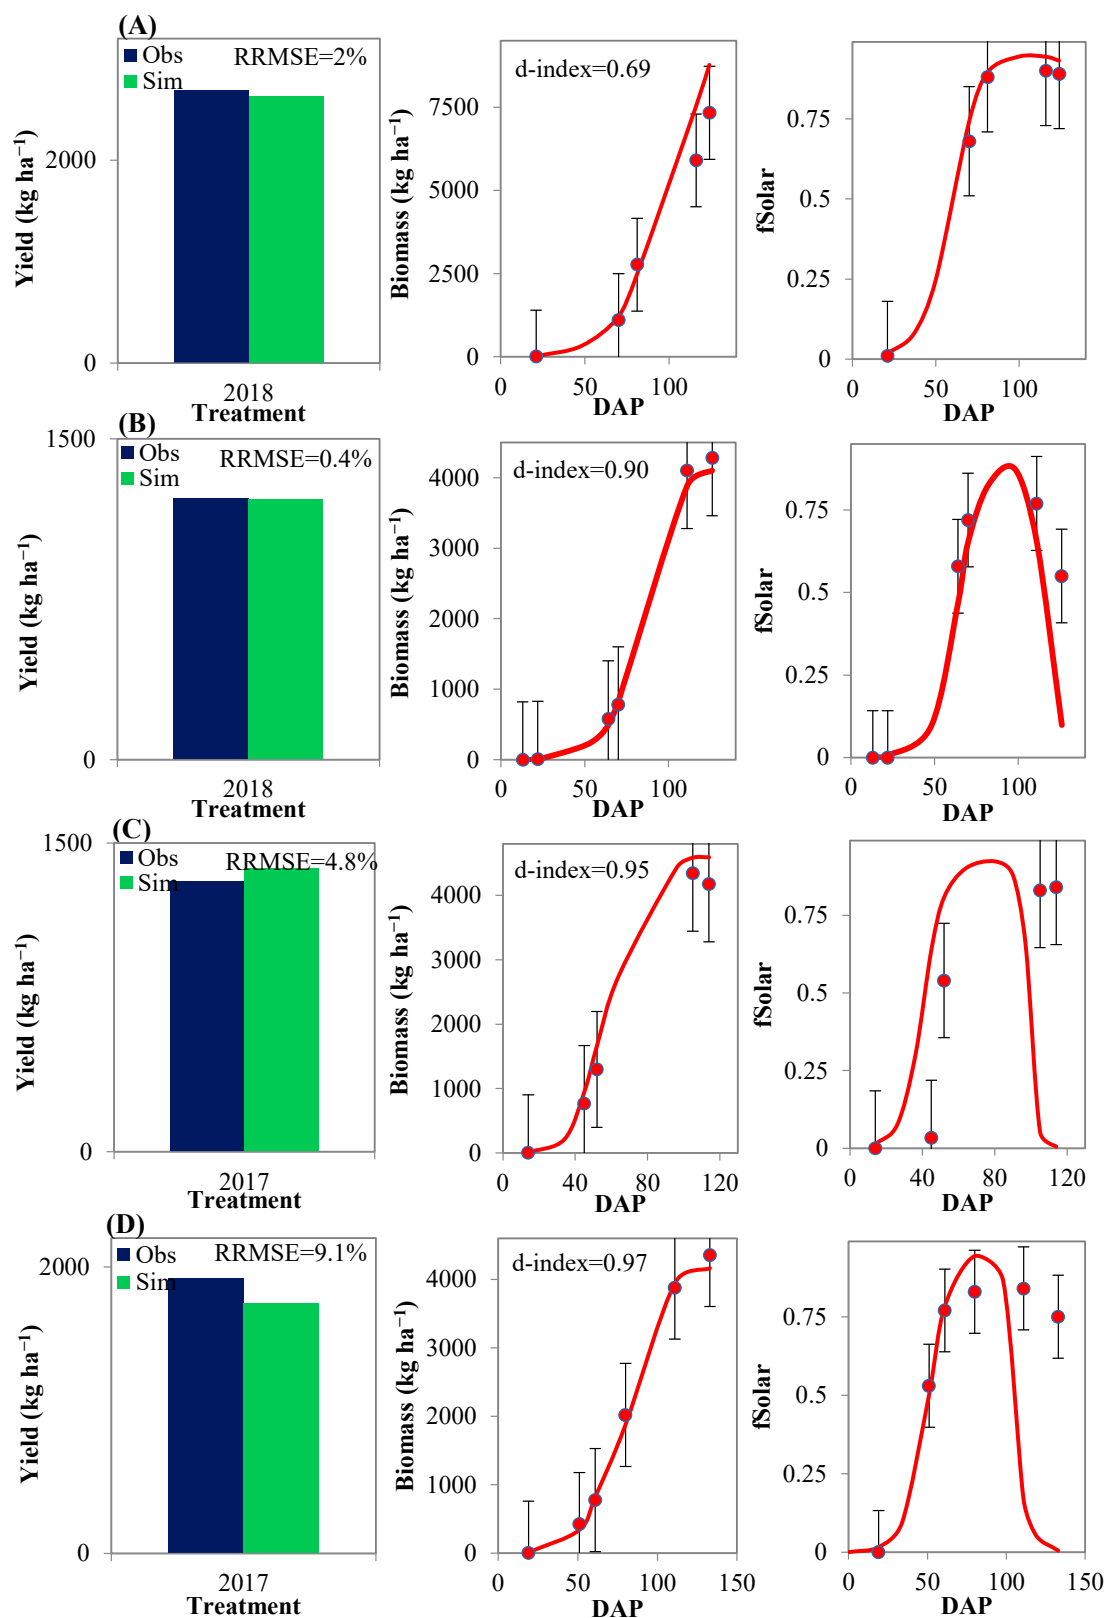 (A)
Obs
Sim
RRMSE=2%
Yield (kg ha⁻¹)
2000
0
2018
Treatment
d-index=0.69
Biomass (kg ha⁻¹)
7500
5000
2500
0
0 50 100
DAP
fSolar
0.75
0.5
0.25
0
0 50 100
DAP
(B)
Obs
Sim
RRMSE=0.4%
Yield (kg ha⁻¹)
1500
0
2018
Treatment
d-index=0.90
Biomass (kg ha⁻¹)
4000
3000
2000
1000
0
0 50 100
DAP
fSolar
0.75
0.5
0.25
0
0 50 100
DAP
(C)
Obs
Sim
RRMSE=4.8%
Yield (kg ha⁻¹)
1500
0
2017
Treatment
d-index=0.95
Biomass (kg ha⁻¹)
4000
3000
2000
1000
0
0 40 80 120
DAP
fSolar
0.75
0.5
0.25
0
0 40 80 120
DAP
(D)
Obs
Sim
RRMSE=9.1%
Yield (kg ha⁻¹)
2000
0
2017
Treatment
d-index=0.97
Biomass (kg ha⁻¹)
4000
3000
2000
1000
0
0 50 100 150
DAP
fSolar
0.75
0.5
0.25
0
0 50 100 150
DAP